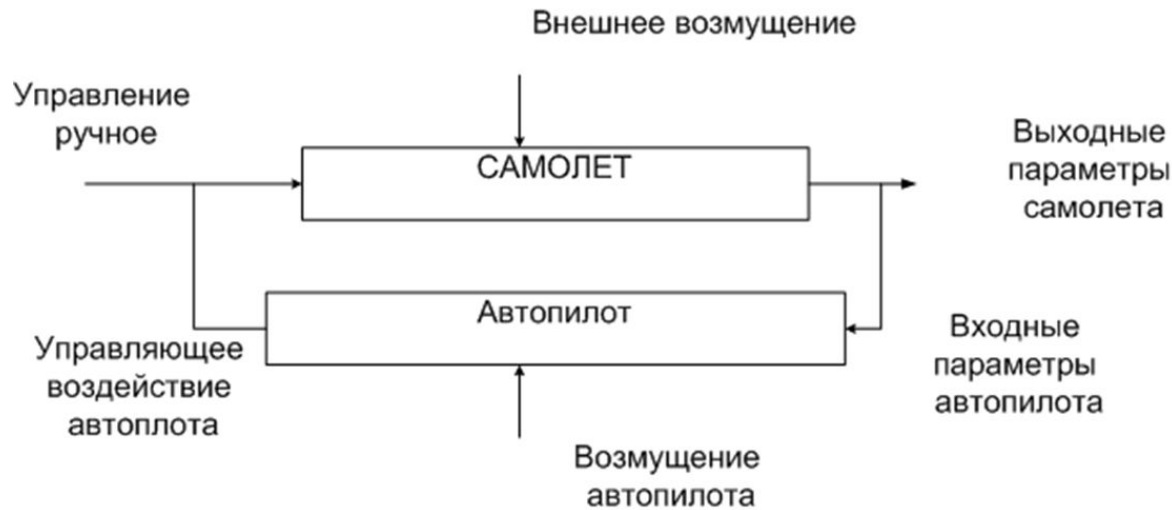 Внешнее возмущение
Управление
ручное
САМОЛЕТ
Выходные
параметры
самолета
Автопилот
Управляющее
воздействие
автоплота
Входные
параметры
автопилота
Возмущение
автопилота